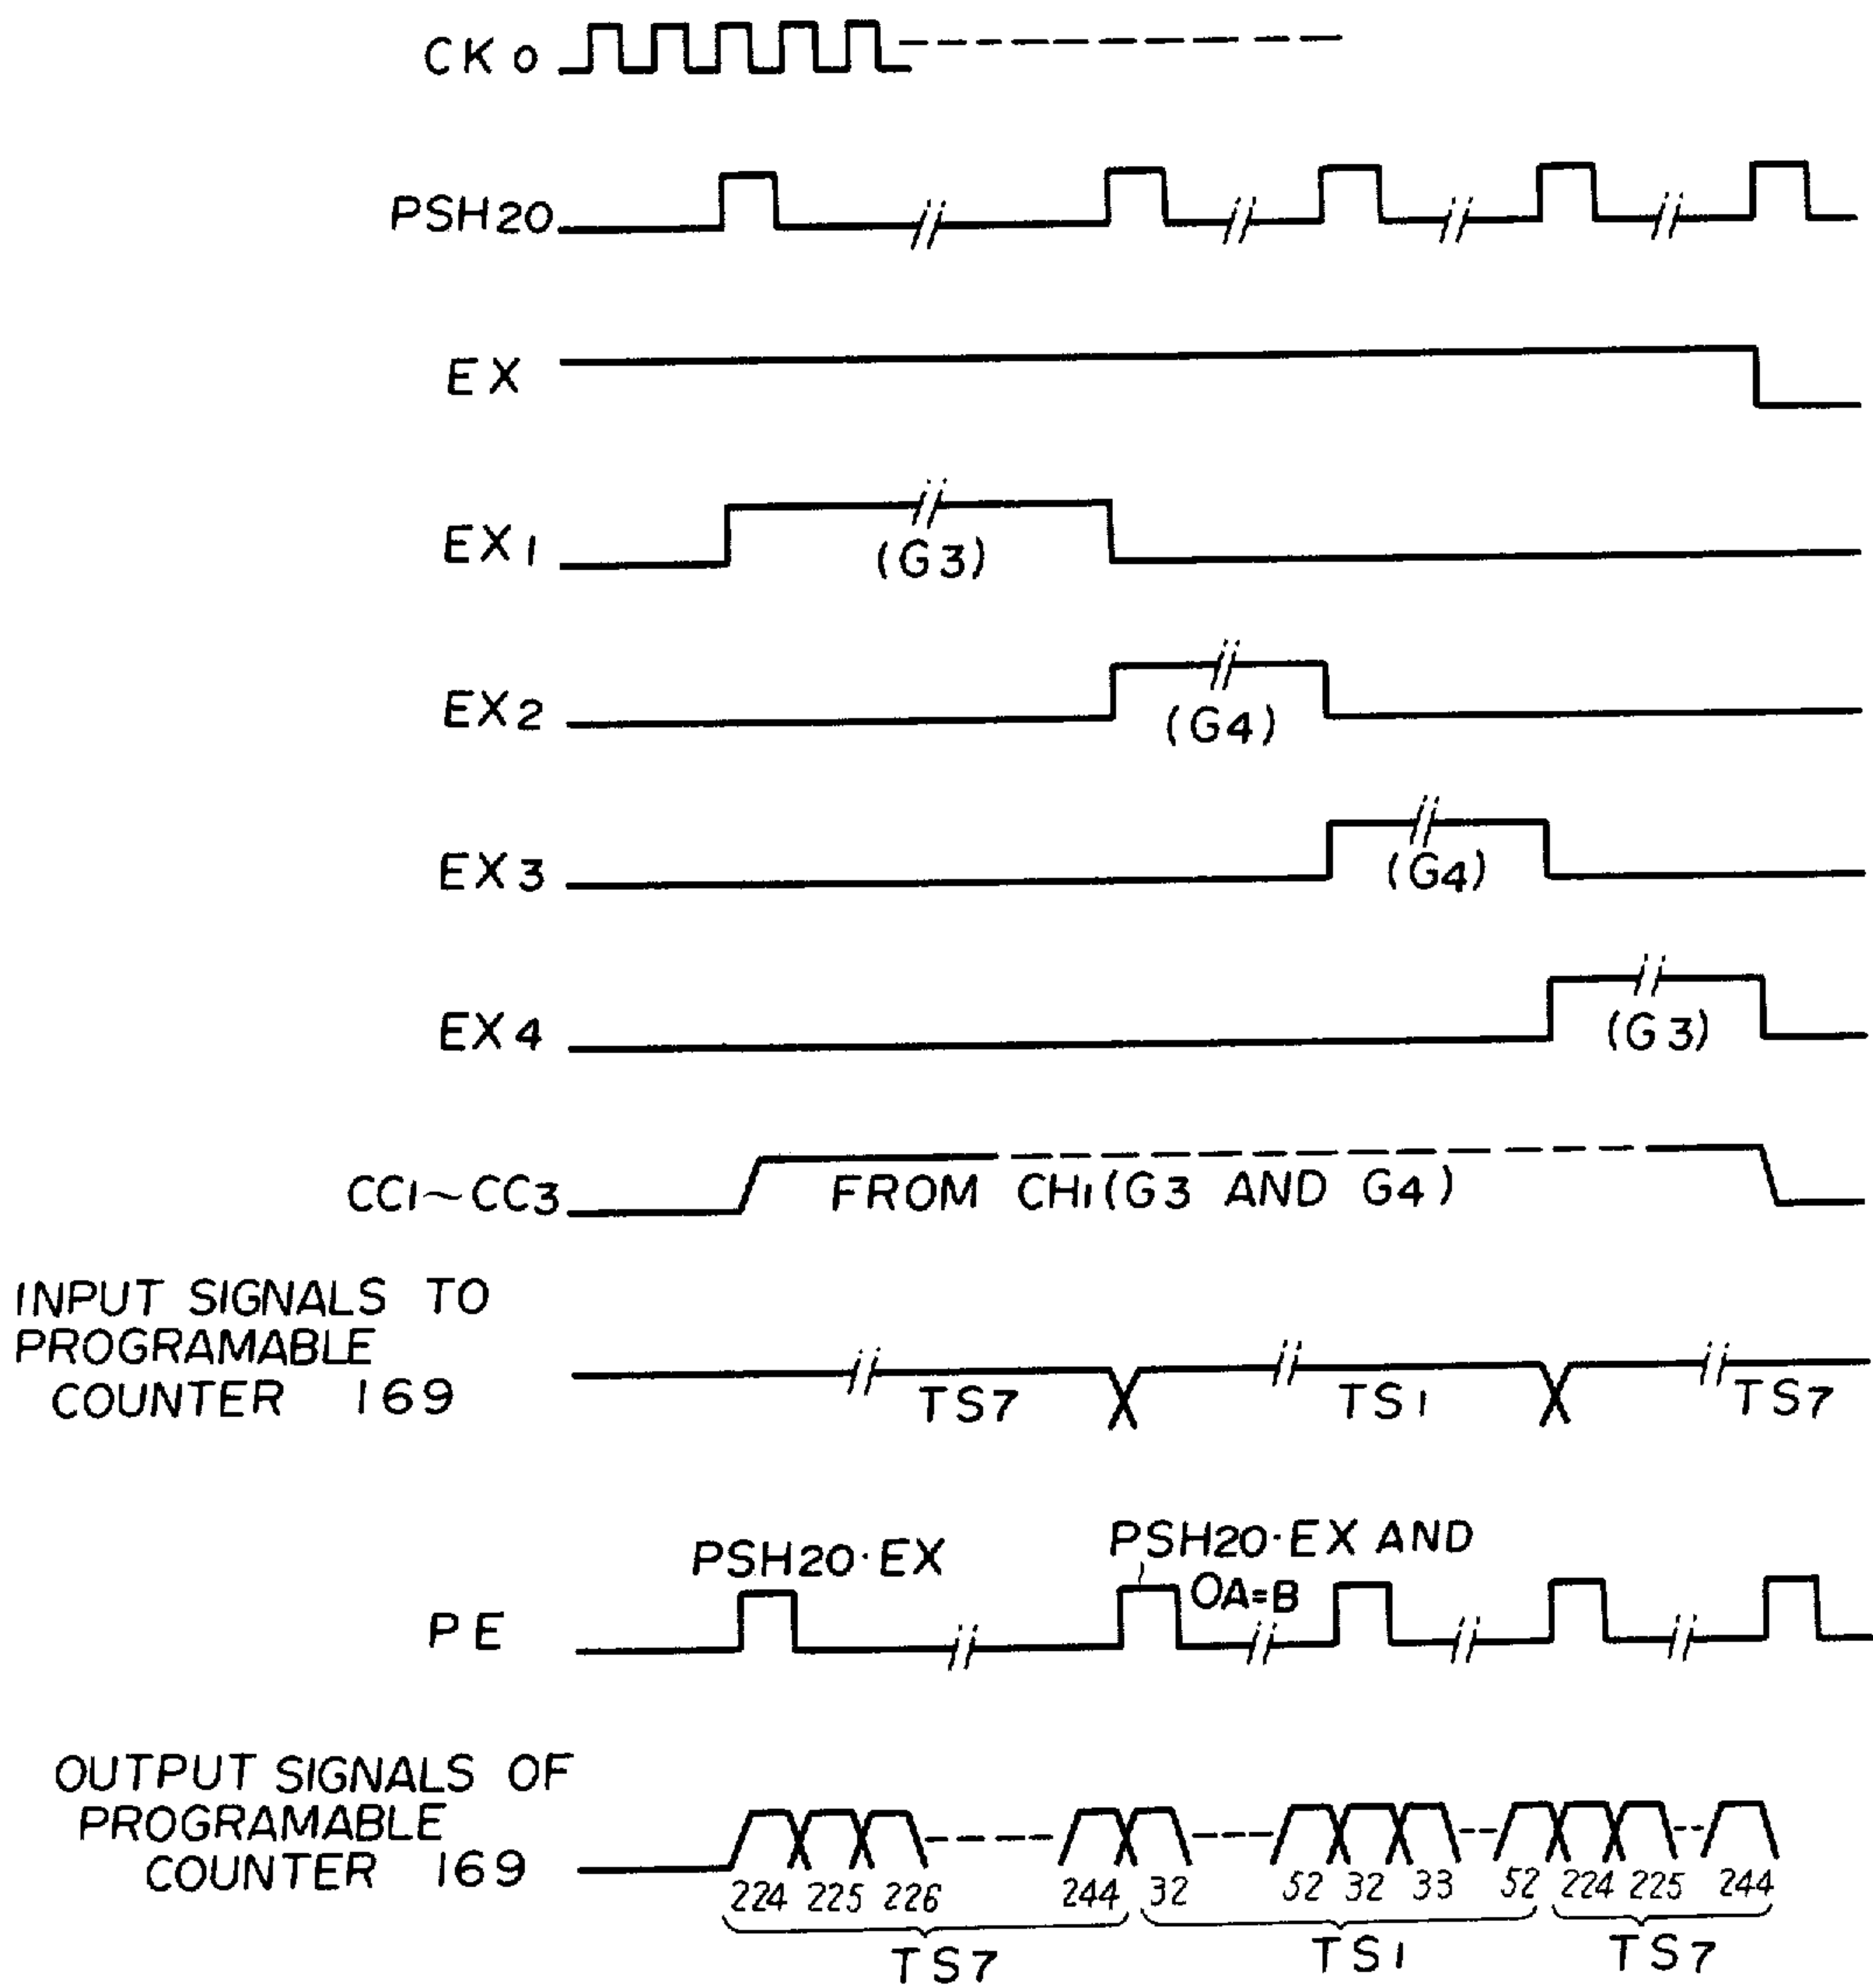 CK0
PSH20
EX
EX1
(G3)
EX2
(G4)
EX3
(G4)
EX4
(G3)
CC1~CC3
FROM CH1(G3 AND G4)
INPUT SIGNALS TO
PROGRAMABLE
COUNTER 169
TS7
TS1
TS7
PSH20·EX
PSH20·EX AND
OA=B
PE
OUTPUT SIGNALS OF
PROGRAMABLE
COUNTER 169
224 225 226 244 32 52 32 33 52 224 225 244
TS7 TS1 TS7